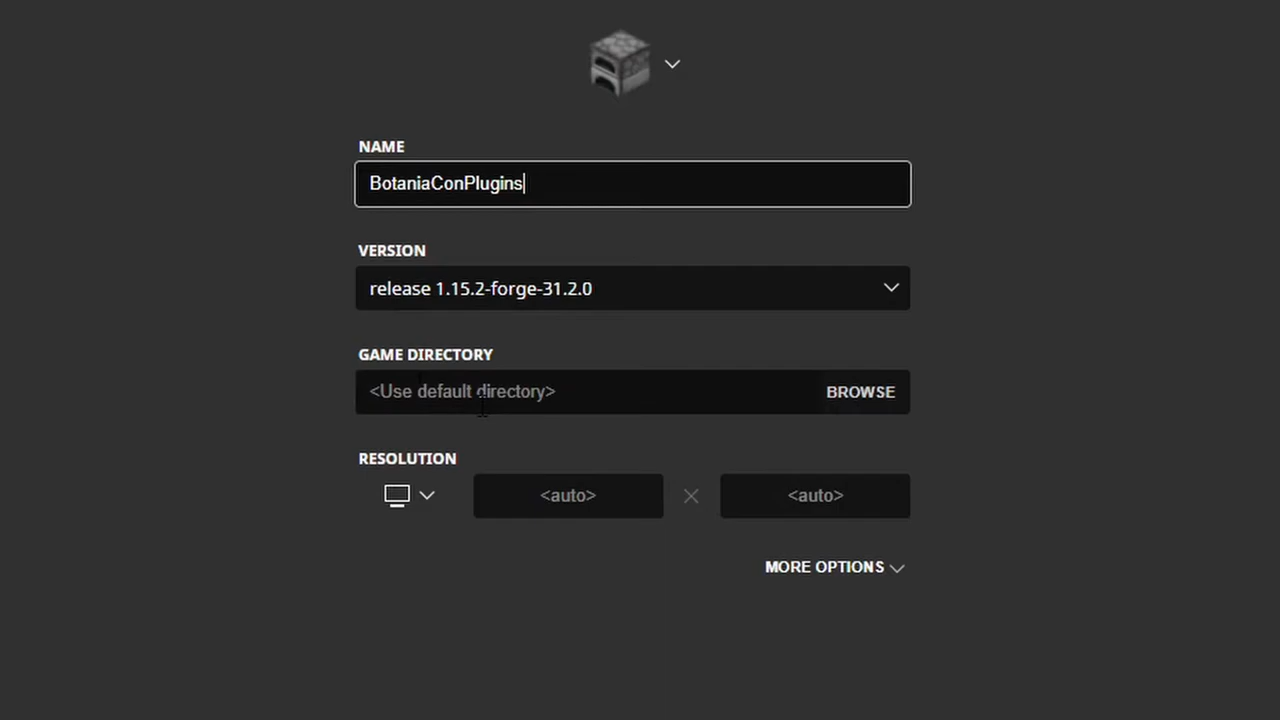 NAME
BotaniaConPlugins
VERSION
release 1.15.2-forge-31.2.0
GAME DIRECTORY
<Use default directory> BROWSE
RESOLUTION
<auto> <auto>
MORE OPTIONS